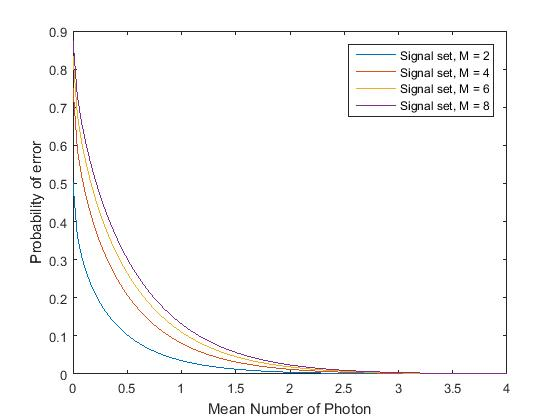 0.9
0.8
0.7
0.6
0.5
0.4
0.3
0.2
0.1
0
Probability of error
Signal set, M = 2
Signal set, M = 4
Signal set, M = 6
Signal set, M = 8
0 0.5 1 1.5 2 2.5 3 3.5 4
Mean Number of Photon